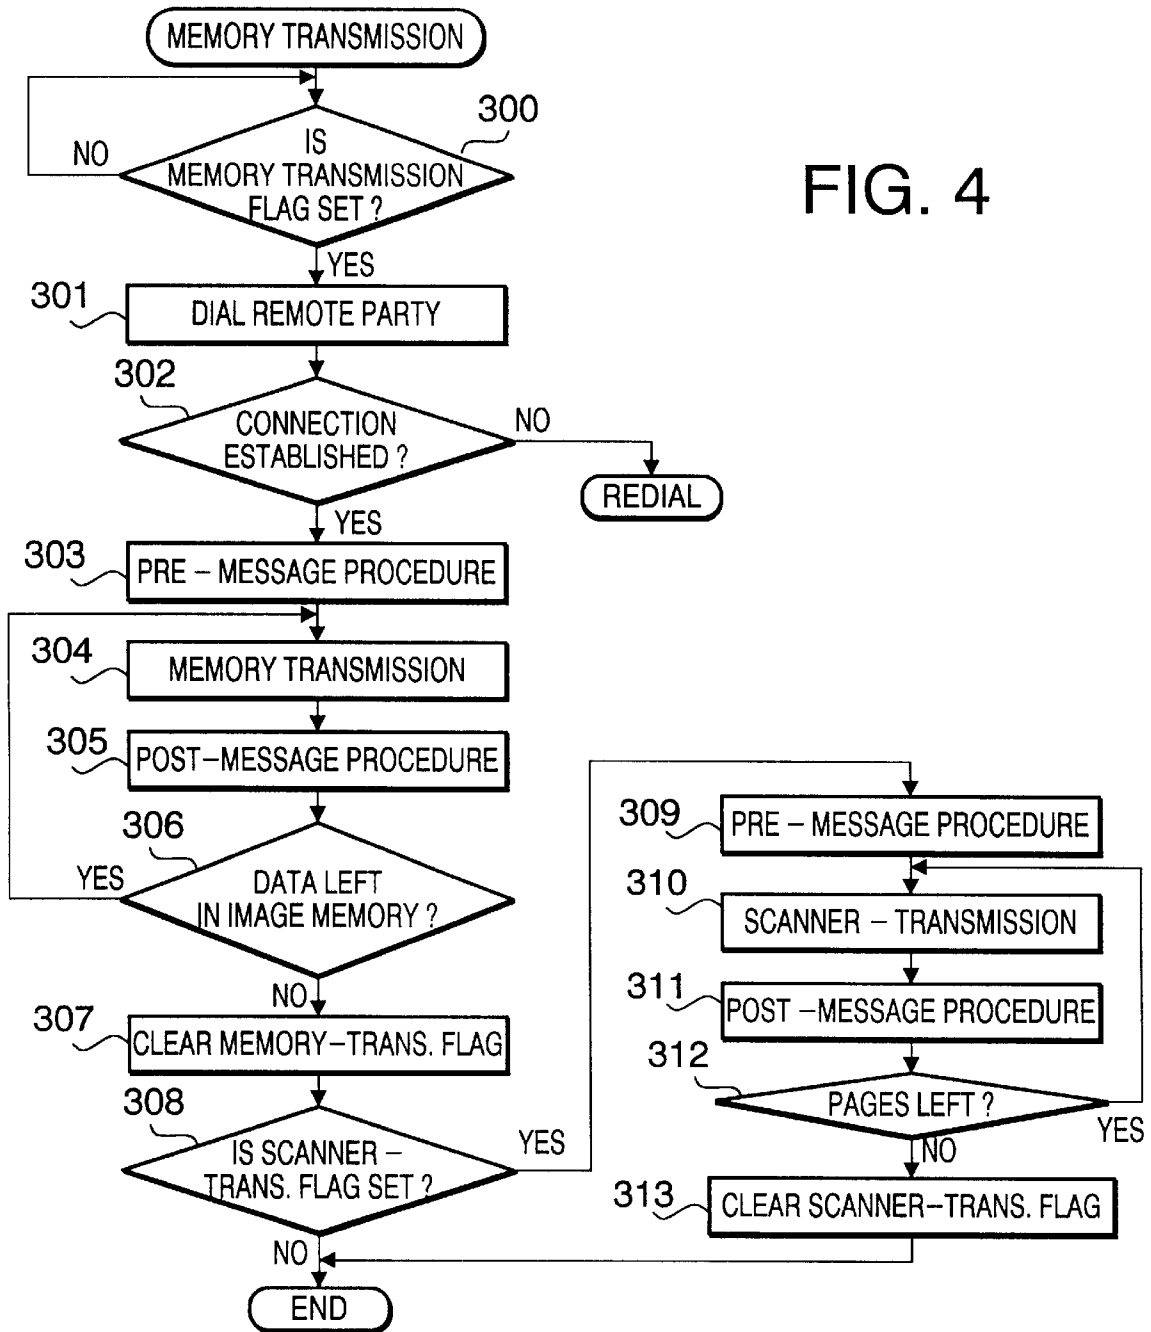 MEMORY TRANSMISSION
300
IS
MEMORY TRANSMISSION
FLAG SET ?
NO
YES
FIG. 4
301
DIAL REMOTE PARTY
302
CONNECTION
ESTABLISHED ?
NO
REDIAL
YES
303
PRE - MESSAGE PROCEDURE
304
MEMORY TRANSMISSION
305
POST-MESSAGE PROCEDURE
306
DATA LEFT
IN IMAGE MEMORY ?
YES
NO
307
CLEAR MEMORY-TRANS. FLAG
308
IS SCANNER -
TRANS. FLAG SET ?
YES
NO
END
309
PRE - MESSAGE PROCEDURE
310
SCANNER - TRANSMISSION
311
POST -MESSAGE PROCEDURE
312
PAGES LEFT ?
YES
NO
313
CLEAR SCANNER-TRANS. FLAG